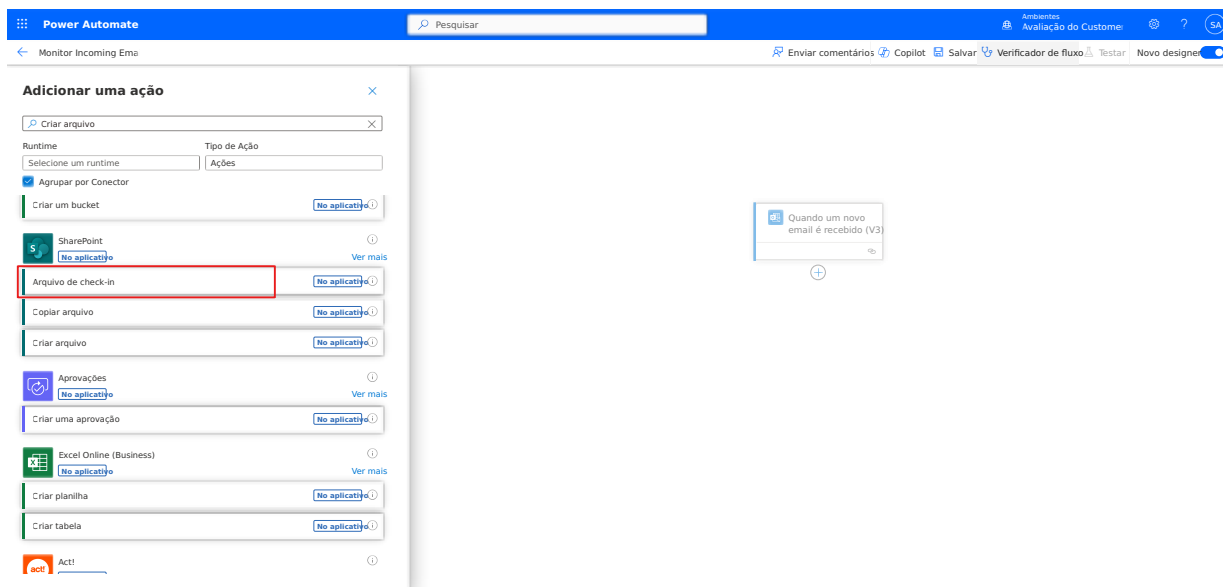 Power Automate
Pesquisar
Ambientes
Avaliação do Custome
SA
Monitor Incoming Ema
Enviar comentários
Copilot
Salvar
Verificador de fluxo
Testar
Novo designer
Adicionar uma ação
Criar arquivo
Runtime
Tipo de Ação
Selecione um runtime
Ações
Agrupar por Conector
Criar um bucket
No aplicativo
SharePoint
No aplicativo
Ver mais
Arquivo de check-in
No aplicativo
Copiar arquivo
No aplicativo
Criar arquivo
No aplicativo
Aprovações
No aplicativo
Ver mais
Criar uma aprovação
No aplicativo
Excel Online (Business)
No aplicativo
Ver mais
Criar planilha
No aplicativo
Criar tabela
No aplicativo
act!
Act!
Quando um novo
email é recebido (V3)